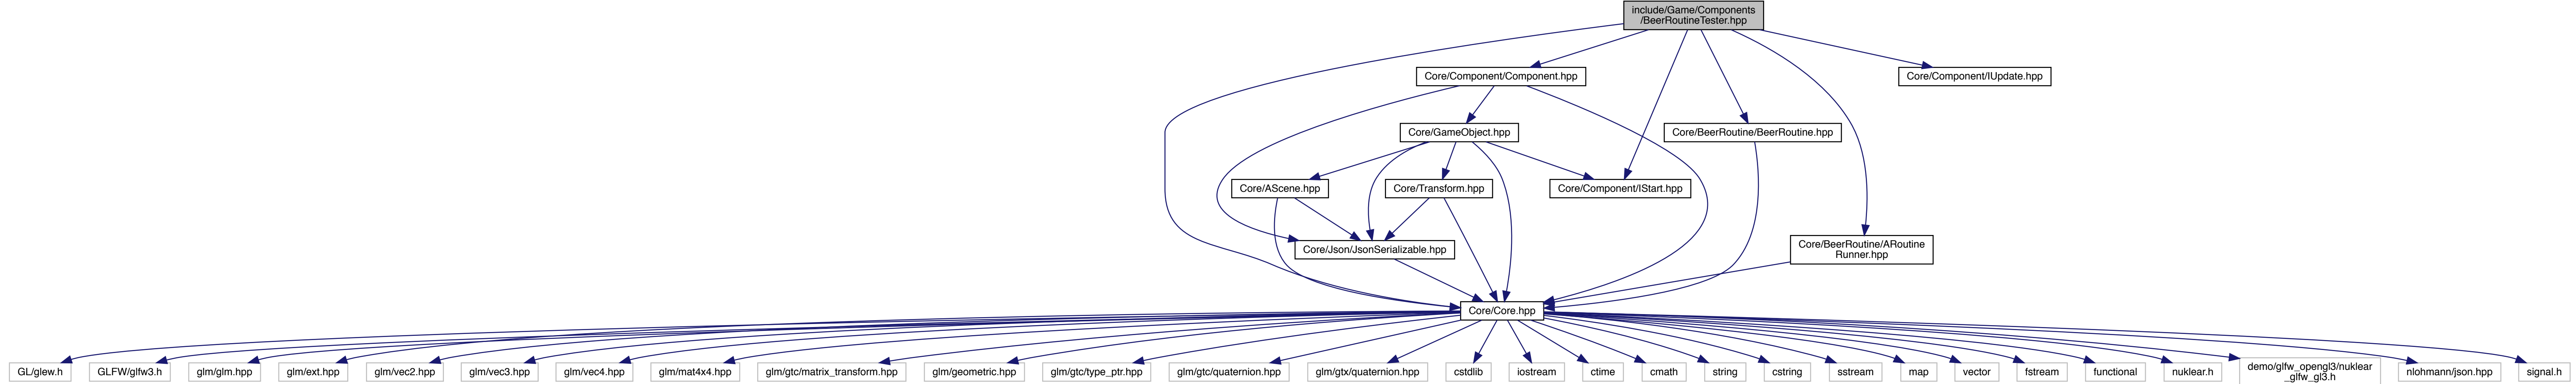 include/Game/Components
/BeerRoutineTester.hpp
Core/Component/Component.hpp
Core/Component/IUpdate.hpp
Core/GameObject.hpp
Core/BeerRoutine/BeerRoutine.hpp
Core/AScene.hpp
Core/Transform.hpp
Core/Component/IStart.hpp
Core/Json/JsonSerializable.hpp
Core/BeerRoutine/ARoutine
Runner.hpp
Core/Core.hpp
GL/glew.h
GLFW/glfw3.h
glm/glm.hpp
glm/ext.hpp
glm/vec2.hpp
glm/vec3.hpp
glm/vec4.hpp
glm/mat4x4.hpp
glm/gtc/matrix_transform.hpp
glm/geometric.hpp
glm/gtc/type_ptr.hpp
glm/gtc/quaternion.hpp
glm/gtx/quaternion.hpp
cstdlib
iostream
ctime
cmath
string
cstring
sstream
map
vector
fstream
functional
nuklear.h
demo/glfw_opengl3/nuklear
_glfw_gl3.h
nlohmann/json.hpp
signal.h